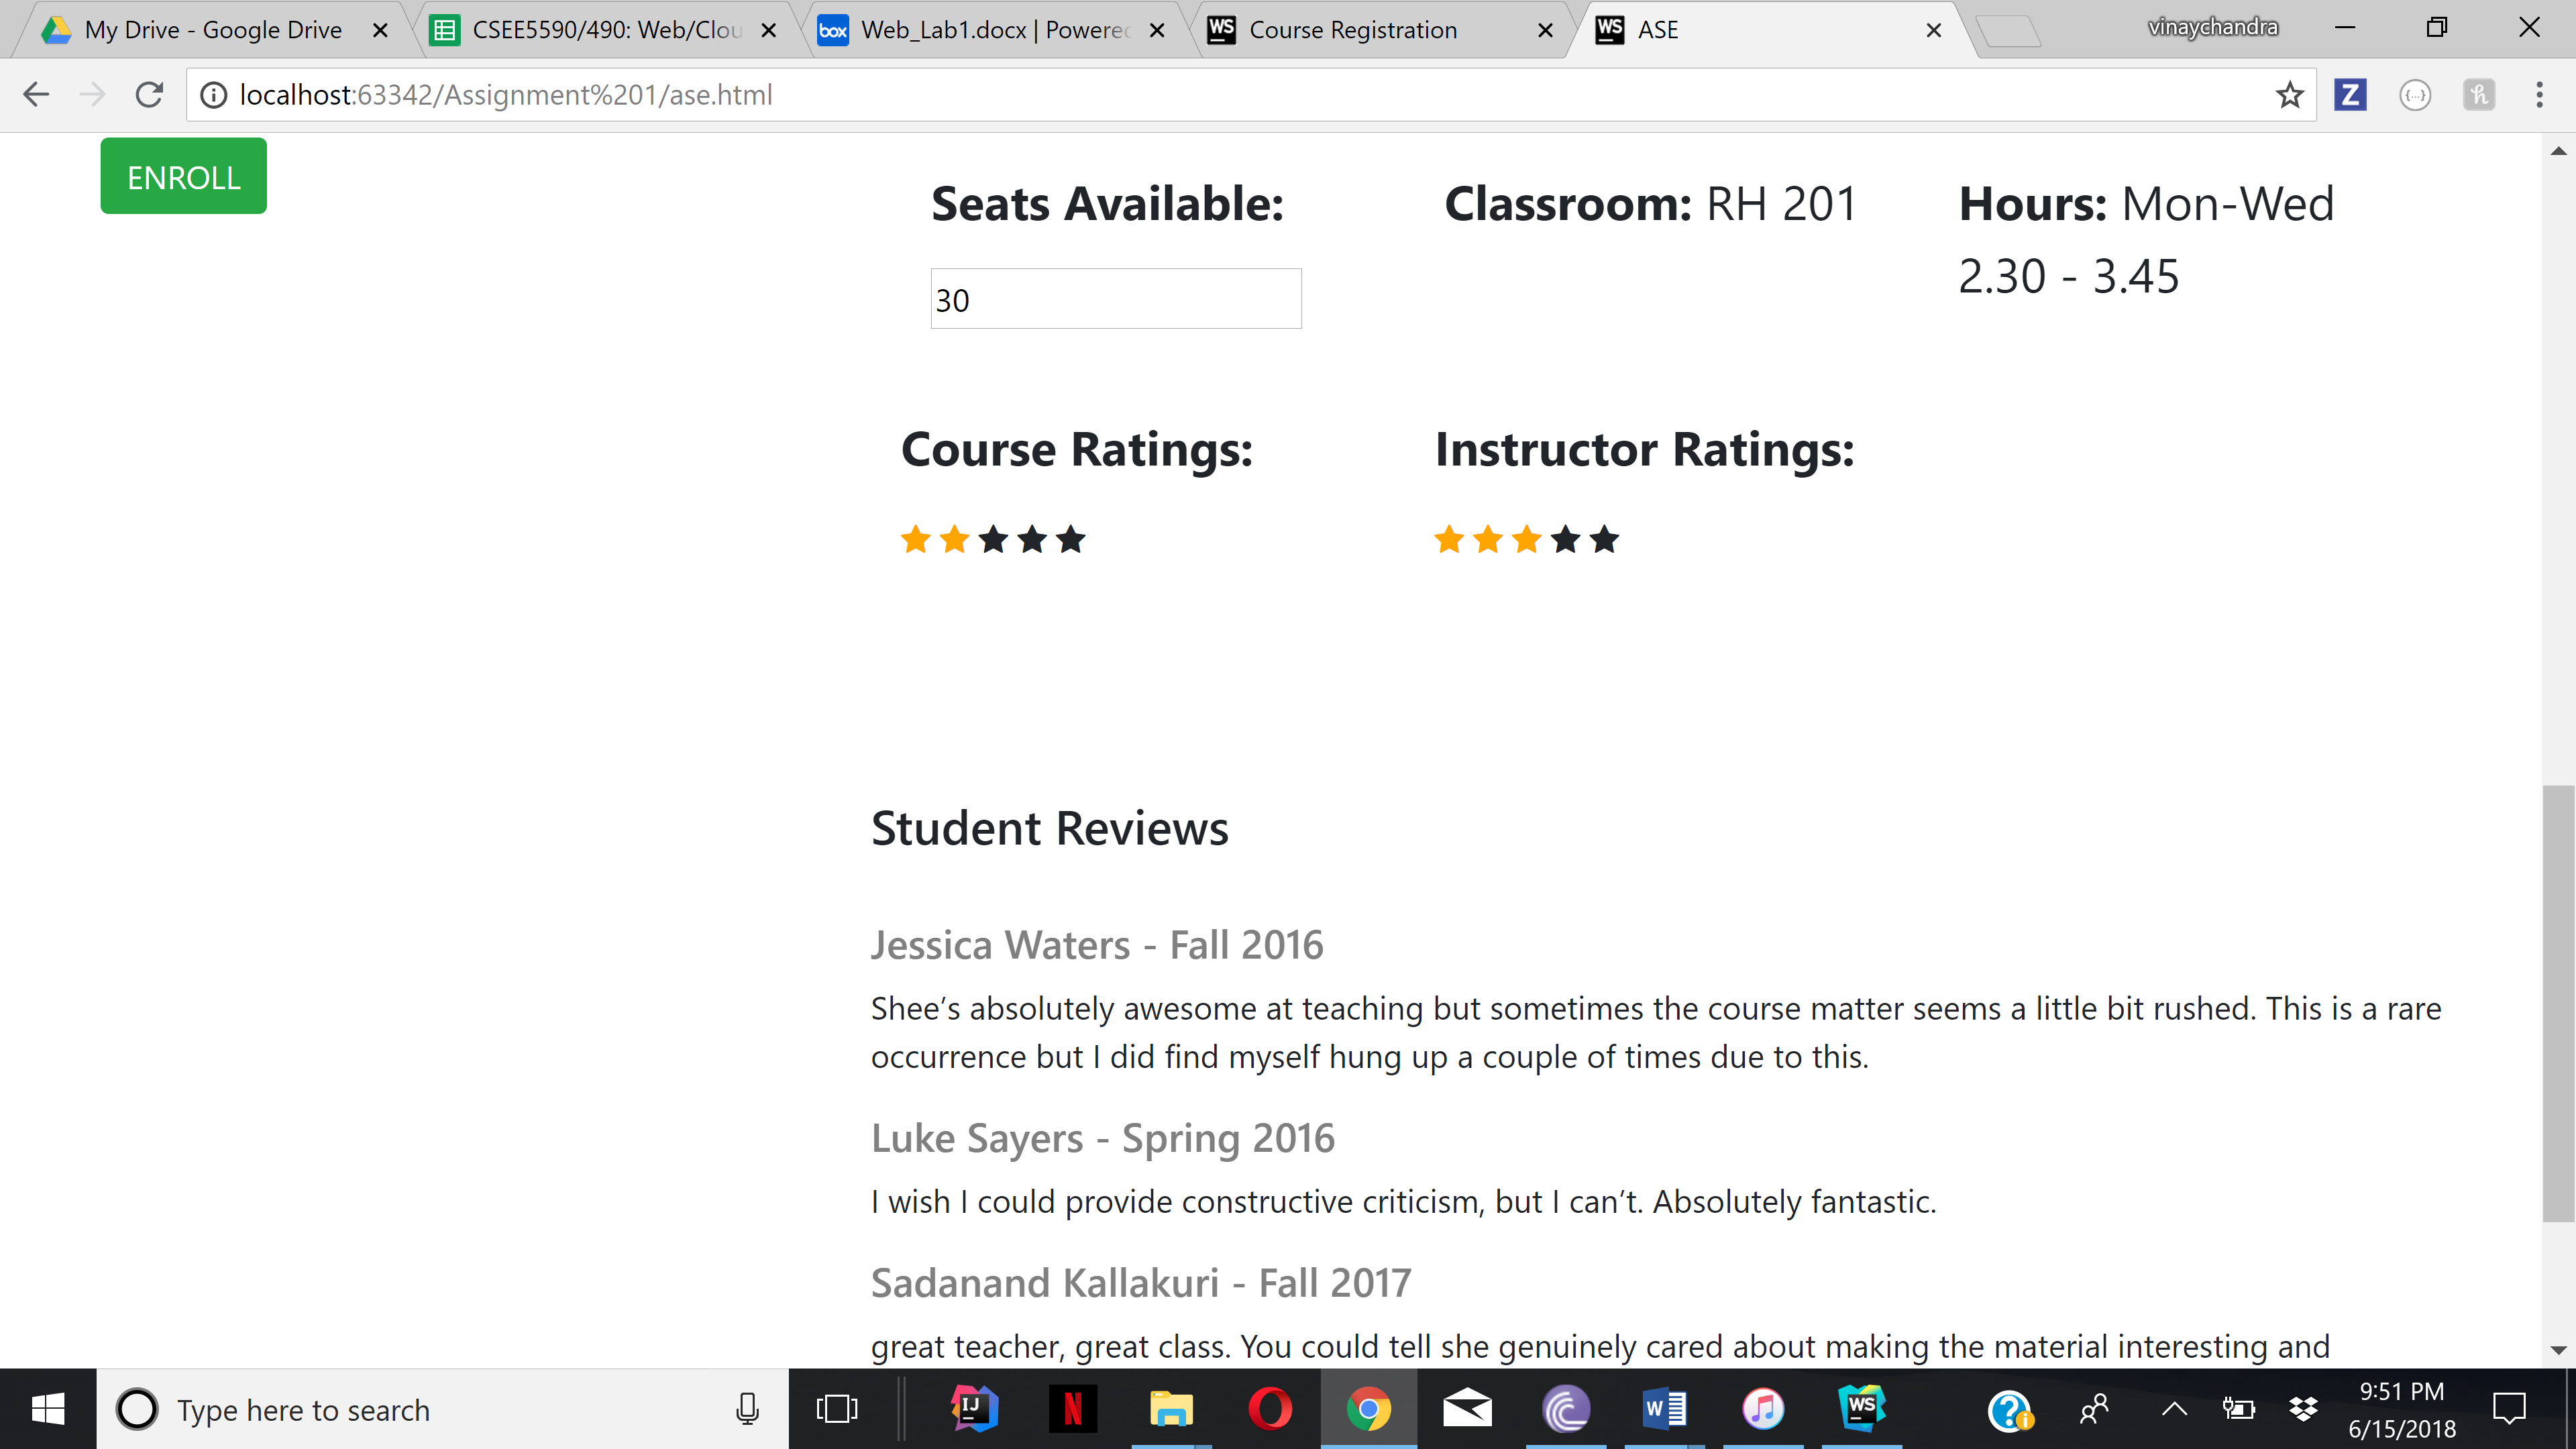 My Drive - Google Drive
CSEE5590/490: Web/Clou
box
Web_Lab1.docx | Powered
WS
Course Registration
WS
ASE
vinaychandra
localhost:63342/Assignment%201/ase.html
Z
{...}
h
ENROLL
Seats Available:
Classroom: RH 201
Hours: Mon-Wed
2.30 - 3.45
30
Course Ratings:
Instructor Ratings:
Student Reviews
Jessica Waters - Fall 2016
Shee’s absolutely awesome at teaching but sometimes the course matter seems a little bit rushed. This is a rare
occurrence but I did find myself hung up a couple of times due to this.
Luke Sayers - Spring 2016
I wish I could provide constructive criticism, but I can’t. Absolutely fantastic.
Sadanand Kallakuri - Fall 2017
great teacher, great class. You could tell she genuinely cared about making the material interesting and
Type here to search
IJ
N
W
WS
9:51 PM
6/15/2018